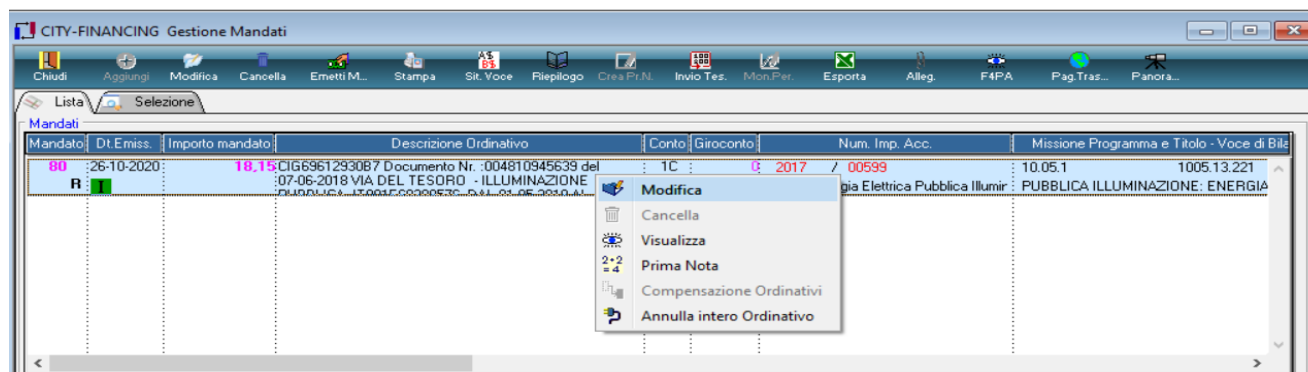 CITY-FINANCING Gestione Mandati
Chiudi Aggiungi Modifica Cancella Emetti M... Stampa Sit. Voce Riepilogo Crea Pr.N. Invio Tes. Mon.Per. Esporta Alleg. F4PA Pag.Tras... Panora...
Lista Selezione
Mandati
Mandato Dt.Emiss. Importo mandato Descrizione Ordinativo Conto Giroconto Num. Imp. Acc. Missione Programma e Titolo - Voce di Bila
80 26-10-2020 18,15 CIG69612930B7 Documento Nr. :004810945639 del 1C 0 2017 / 00599 10.05.1 1005.13.221
R I 07-06-2018 VIA DEL TESORO - ILLUMINAZIONE gia Elettrica Pubblica Illumir PUBBLICA ILLUMINAZIONE: ENERGIA
Modifica
Cancella
Visualizza
2+2
=4 Prima Nota
Compensazione Ordinativi
Annulla intero Ordinativo